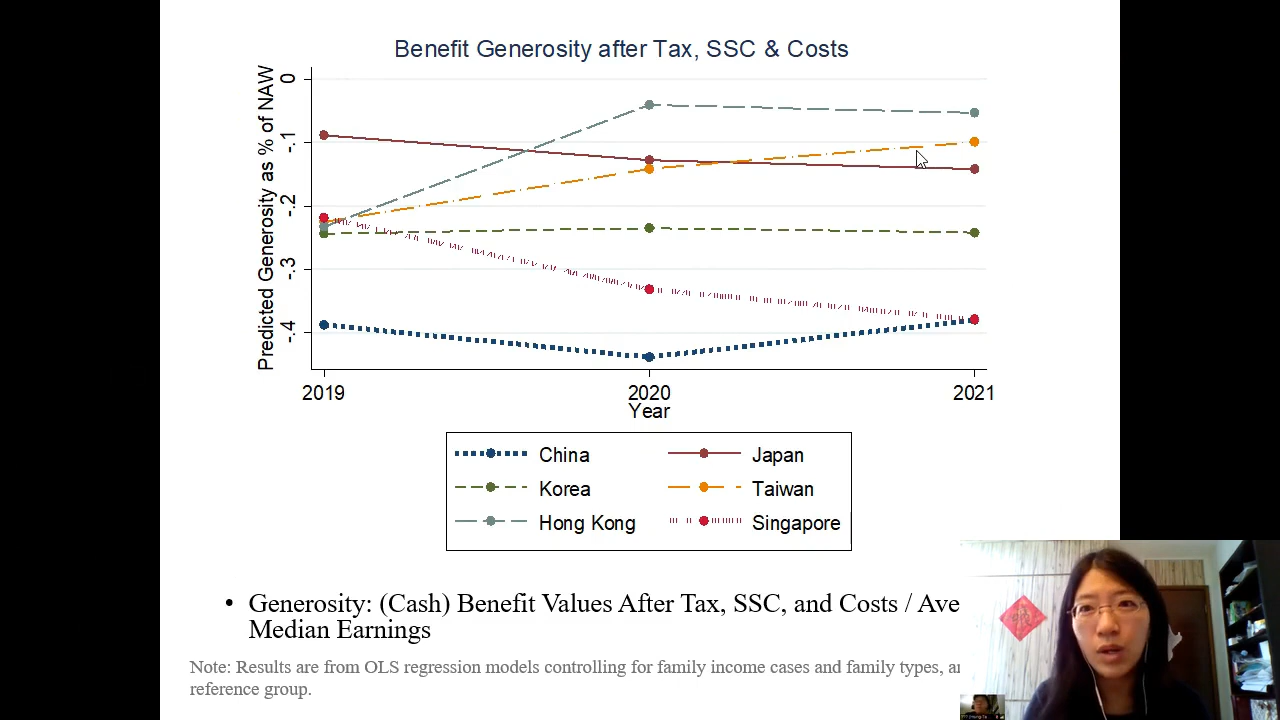 Benefit Generosity after Tax, SSC & Costs
Predicted Generosity as % of NAW
0
-.1
-.2
-.3
-.4
2019
2020
2021
Year
China
Japan
Korea
Taiwan
Hong Kong
Singapore
• Generosity: (Cash) Benefit Values After Tax, SSC, and Costs / Ave
Median Earnings
Note: Results are from OLS regression models controlling for family income cases and family types,
reference group.